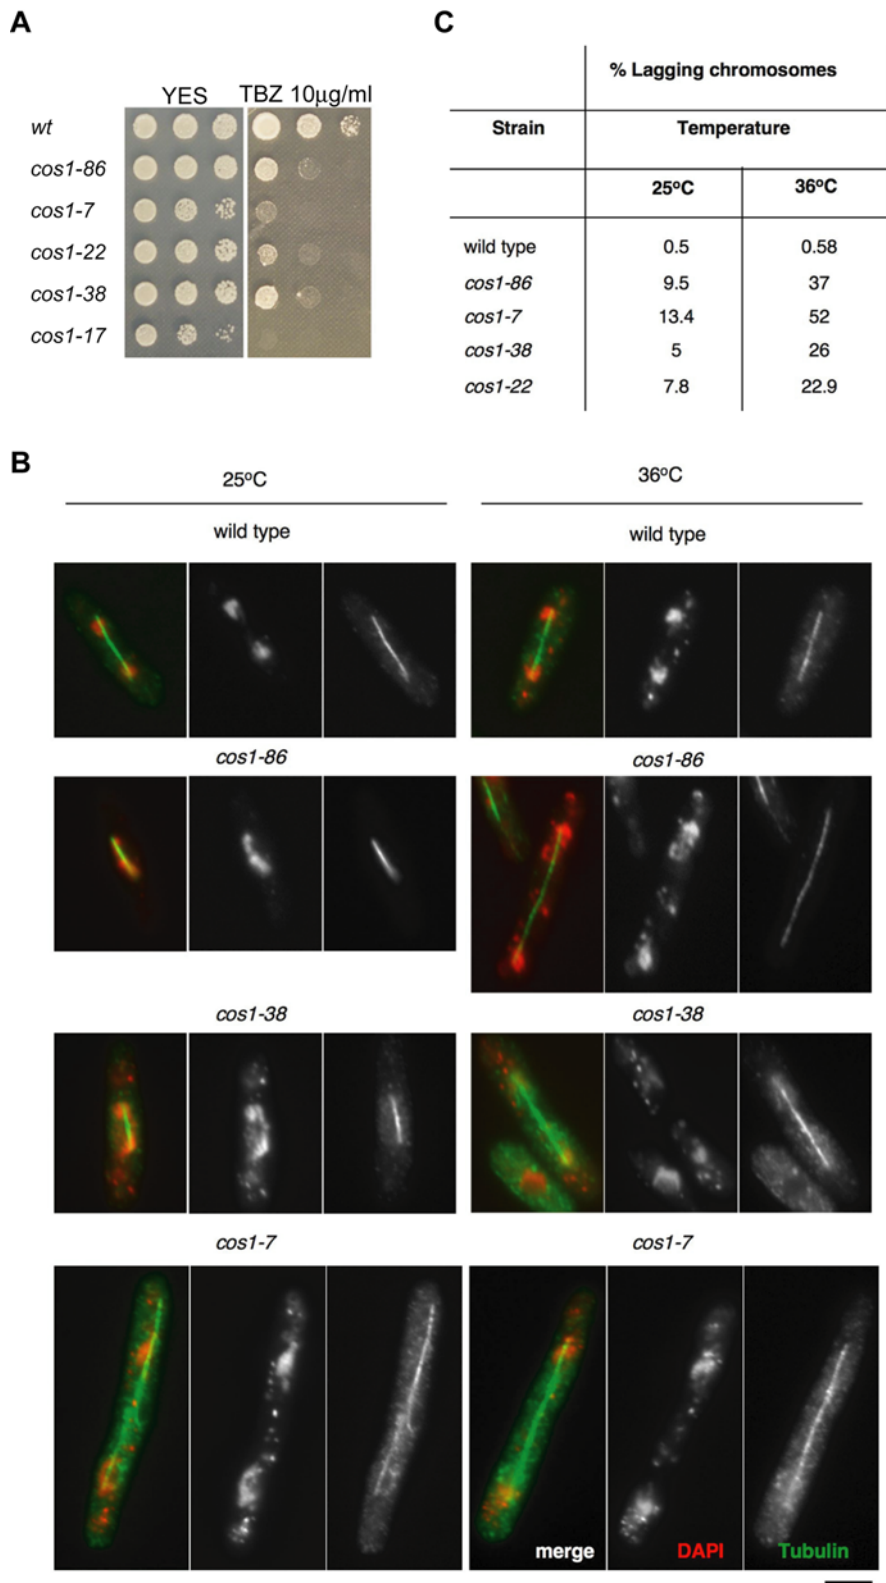 A
YES TBZ 10μg/ml
wt
cos1-86
cos1-7
cos1-22
cos1-38
cos1-17
C
% Lagging chromosomes
Strain Temperature
25ºC 36ºC
wild type 0.5 0.58
cos1-86 9.5 37
cos1-7 13.4 52
cos1-38 5 26
cos1-22 7.8 22.9
B
25ºC 36ºC
wild type wild type
cos1-86 cos1-86
cos1-38 cos1-38
cos1-7 cos1-7
merge DAPI Tubulin